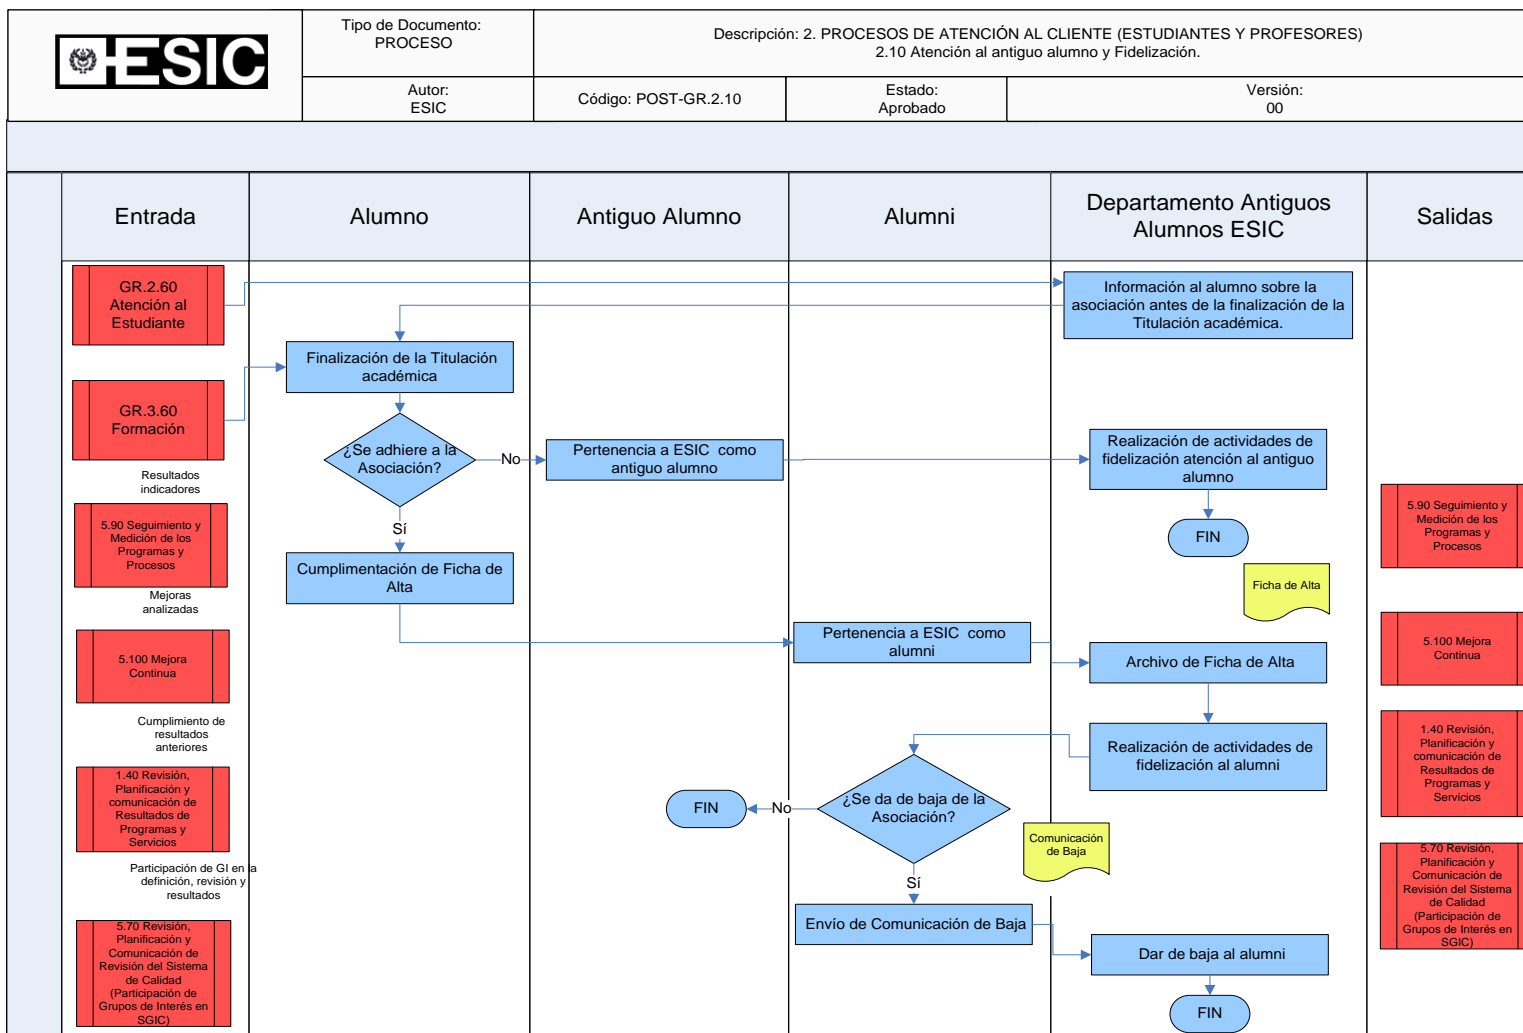 ESIC
Tipo de Documento:
PROCESO
Descripción: 2. PROCESOS DE ATENCIÓN AL CLIENTE (ESTUDIANTES Y PROFESORES)
2.10 Atención al antiguo alumno y Fidelización.
Autor:
ESIC
Código: POST-GR.2.10
Estado:
Aprobado
Versión:
00
Entrada
Alumno
Antiguo Alumno
Alumni
Departamento Antiguos
Alumnos ESIC
Salidas
GR.2.60
Atención al
Estudiante
Información al alumno sobre la
asociación antes de la finalización de la
Titulación académica.
Finalización de la Titulación
académica
GR.3.60
Formación
¿Se adhiere a la
Asociación?
No
Pertenencia a ESIC como
antiguo alumno
Realización de actividades de
fidelización atención al antiguo
alumno
Resultados
indicadores
5.90 Seguimiento y
Medición de los
Programas y
Procesos
Sí
FIN
5.90 Seguimiento y
Medición de los
Programas y
Procesos
Cumplimentación de Ficha de
Alta
Ficha de Alta
Mejoras
analizadas
5.100 Mejora
Continua
Pertenencia a ESIC como
alumni
Archivo de Ficha de Alta
5.100 Mejora
Continua
Cumplimiento de
resultados
anteriores
Realización de actividades de
fidelización al alumni
1.40 Revisión,
Planificación y
comunicación de
Resultados de
Programas y
Servicios
1.40 Revisión,
Planificación y
comunicación de
Resultados de
Programas y
Servicios
FIN
No
¿Se da de baja de la
Asociación?
Comunicación
de Baja
Participación de GI en la
definición, revisión y
resultados
Sí
5.70 Revisión,
Planificación y
Comunicación de
Revisión del Sistema
de Calidad
(Participación de
Grupos de Interés en
SGIC)
5.70 Revisión,
Planificación y
Comunicación de
Revisión del Sistema
de Calidad
(Participación de
Grupos de Interés en
SGIC)
Envío de Comunicación de Baja
Dar de baja al alumni
FIN